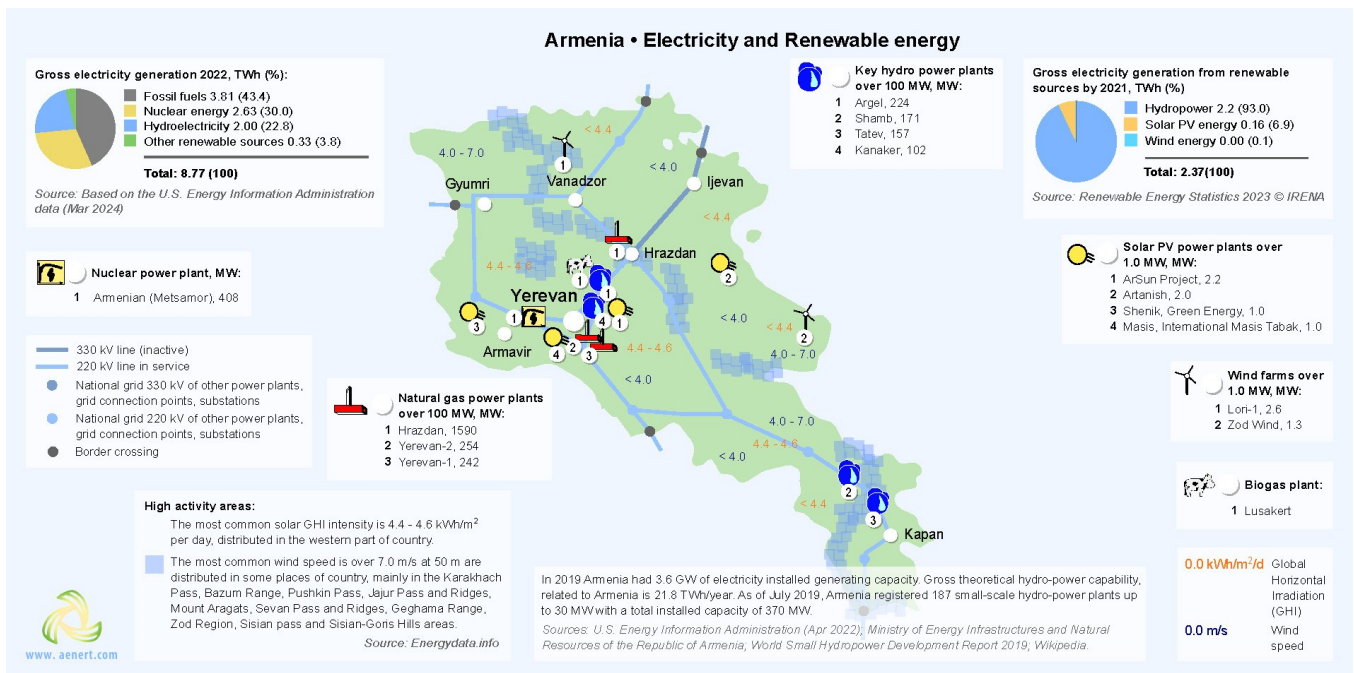 Armenia • Electricity and Renewable energy
Gross electricity generation 2022, TWh (%):
Fossil fuels 3.81 (43.4)
Nuclear energy 2.63 (30.0)
Hydroelectricity 2.00 (22.8)
Other renewable sources 0.33 (3.8)
Total: 8.77 (100)
Source: Based on the U.S. Energy Information Administration
data (Mar 2024)
Key hydro power plants
over 100 MW, MW:
1 Argel, 224
2 Shamb, 171
3 Tatev, 157
4 Kanaker, 102
Gross electricity generation from renewable
sources by 2021, TWh (%)
Hydropower 2.2 (93.0)
Solar PV energy 0.16 (6.9)
Wind energy 0.00 (0.1)
Total: 2.37(100)
Source: Renewable Energy Statistics 2023 © IRENA
Nuclear power plant, MW:
1 Armenian (Metsamor), 408
330 kV line (inactive)
220 kV line in service
National grid 330 kV of other power plants,
grid connection points, substations
National grid 220 kV of other power plants,
grid connection points, substations
Border crossing
Natural gas power plants
over 100 MW, MW:
1 Hrazdan, 1590
2 Yerevan-2, 254
3 Yerevan-1, 242
Solar PV power plants over
1.0 MW, MW:
1 ArSun Project, 2.2
2 Artanish, 2.0
3 Shenik, Green Energy, 1.0
4 Masis, International Masis Tabak, 1.0
Wind farms over
1.0 MW, MW:
1 Lori-1, 2.6
2 Zod Wind, 1.3
Biogas plant:
1 Lusakert
0.0 kWh/m²/d Global
Horizontal
Irradiation
(GHI)
0.0 m/s Wind
speed
< 4.4
4.0 - 7.0
1
< 4.0
Gyumri
Vanadzor
Ijevan
< 4.4
1
Hrazdan
4.4 - 4.6
1
2
Yerevan
1
3
1
4
1
< 4.0
< 4.4
2
Armavir
4
2
3
4.4 - 4.6
4.0 - 7.0
< 4.0
4.0 - 7.0
4.4 - 4.6
< 4.0
2
< 4.4
3
Kapan
High activity areas:
The most common solar GHI intensity is 4.4 - 4.6 kWh/m²
per day, distributed in the western part of country.
The most common wind speed is over 7.0 m/s at 50 m are
distributed in some places of country, mainly in the Karakhach
Pass, Bazum Range, Pushkin Pass, Jajur Pass and Ridges,
Mount Aragats, Sevan Pass and Ridges, Geghama Range,
Zod Region, Sisian pass and Sisian-Goris Hills areas.
Source: Energydata.info
In 2019 Armenia had 3.6 GW of electricity installed generating capacity. Gross theoretical hydro-power capability,
related to Armenia is 21.8 TWh/year. As of July 2019, Armenia registered 187 small-scale hydro-power plants up
to 30 MW with a total installed capacity of 370 MW.
Sources: U.S. Energy Information Administration (Apr 2022); Ministry of Energy Infrastructures and Natural
Resources of the Republic of Armenia; World Small Hydropower Development Report 2019; Wikipedia.
www. aenert.com